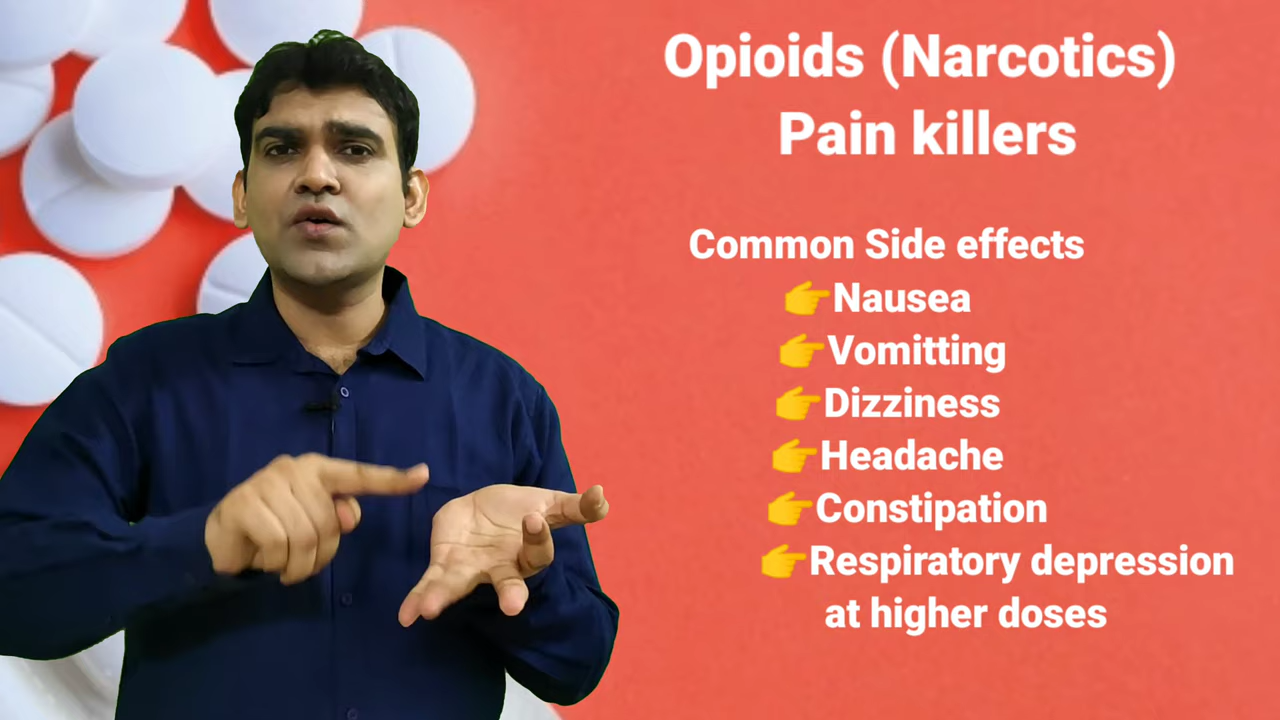 Opioids (Narcotics)
Pain killers
Common Side effects
👉Nausea
👉Vomitting
👉Dizziness
👉Headache
👉Constipation
👉Respiratory depression
at higher doses